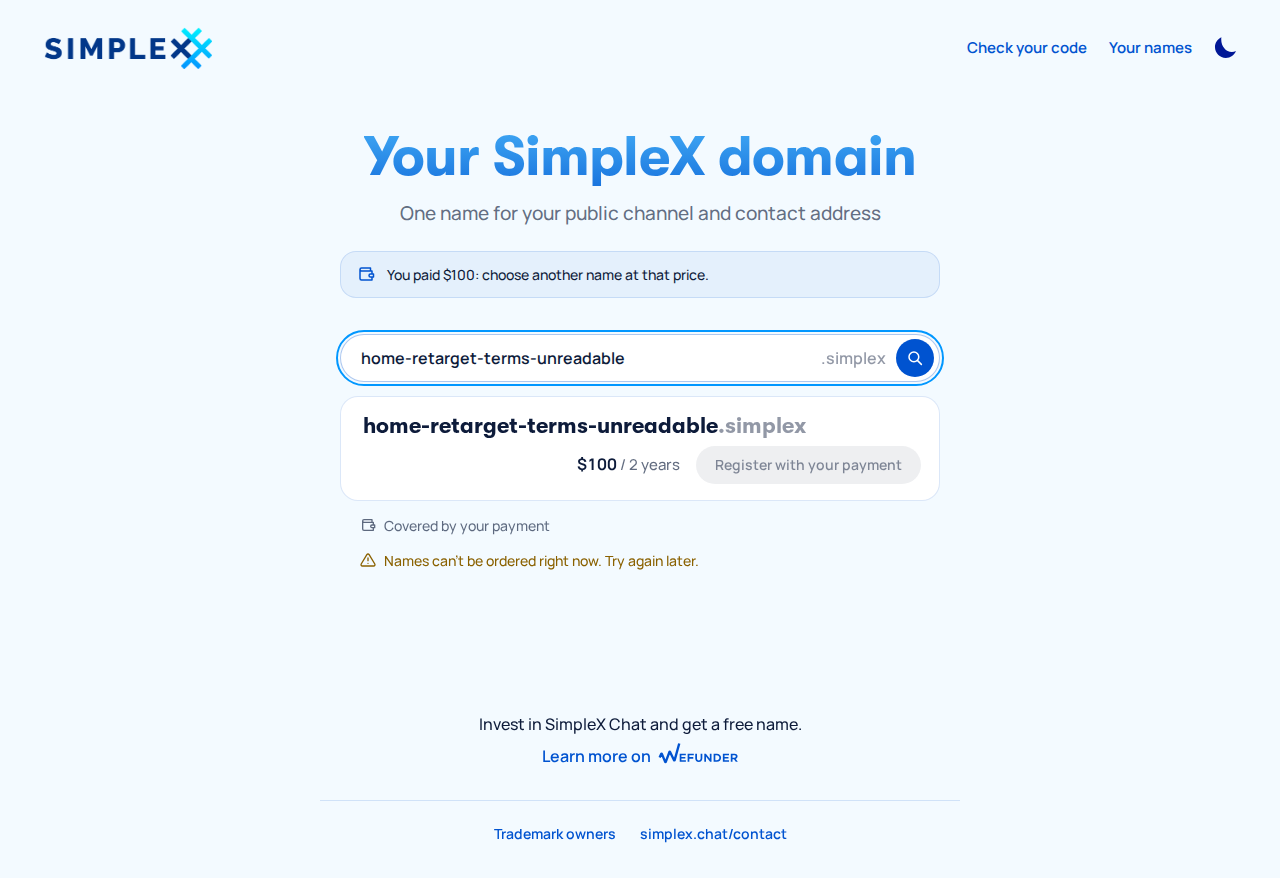 SIMPLEX
Check your code
Your names
Your SimpleX domain
One name for your public channel and contact address
You paid $100: choose another name at that price.
home-retarget-terms-unreadable
.simplex
home-retarget-terms-unreadable.simplex
$100 / 2 years
Register with your payment
Covered by your payment
Names can't be ordered right now. Try again later.
Invest in SimpleX Chat and get a free name.
Learn more on WEFUNDER
Trademark owners
simplex.chat/contact